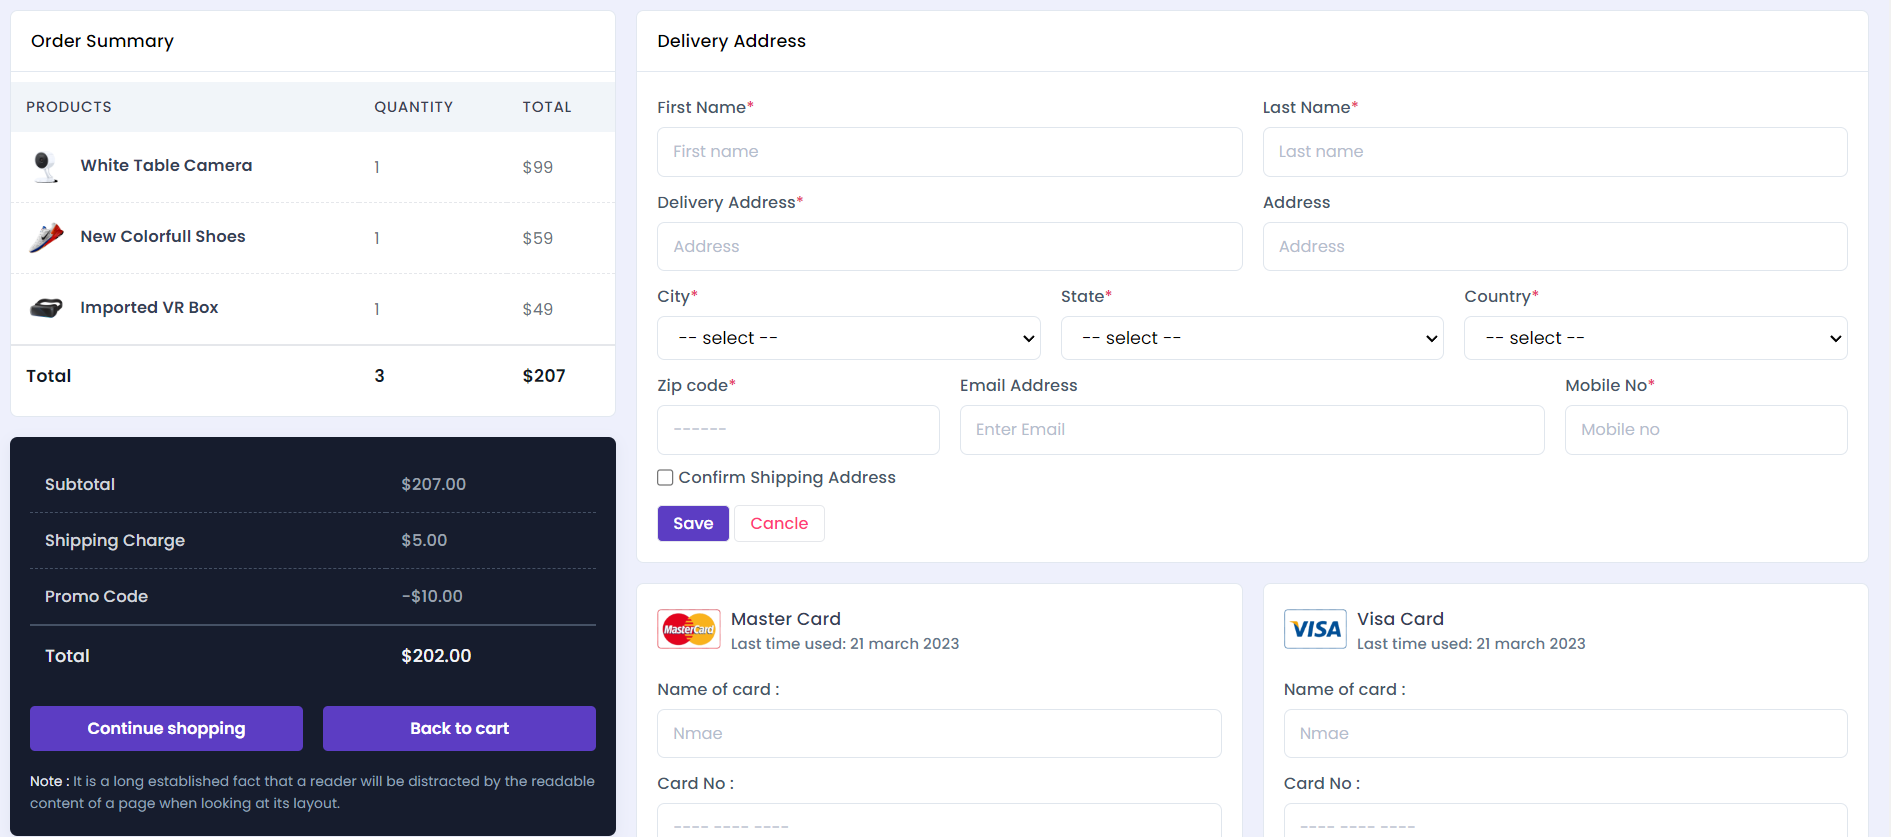 Order Summary
PRODUCTS QUANTITY TOTAL
White Table Camera 1 $99
New Colorfull Shoes 1 $59
Imported VR Box 1 $49
Total 3 $207
Subtotal $207.00
Shipping Charge $5.00
Promo Code -$10.00
Total $202.00
Continue shopping Back to cart
Note : It is a long established fact that a reader will be distracted by the readable
content of a page when looking at its layout.
Delivery Address
First Name* Last Name*
First name Last name
Delivery Address* Address
Address Address
City* State* Country*
-- select -- -- select -- -- select --
Zip code* Email Address Mobile No*
------ Enter Email Mobile no
Confirm Shipping Address
Save Cancle
MasterCard Master Card
Last time used: 21 march 2023
Name of card :
Nmae
Card No :
---- ---- ----
VISA Visa Card
Last time used: 21 march 2023
Name of card :
Nmae
Card No :
---- ---- ----